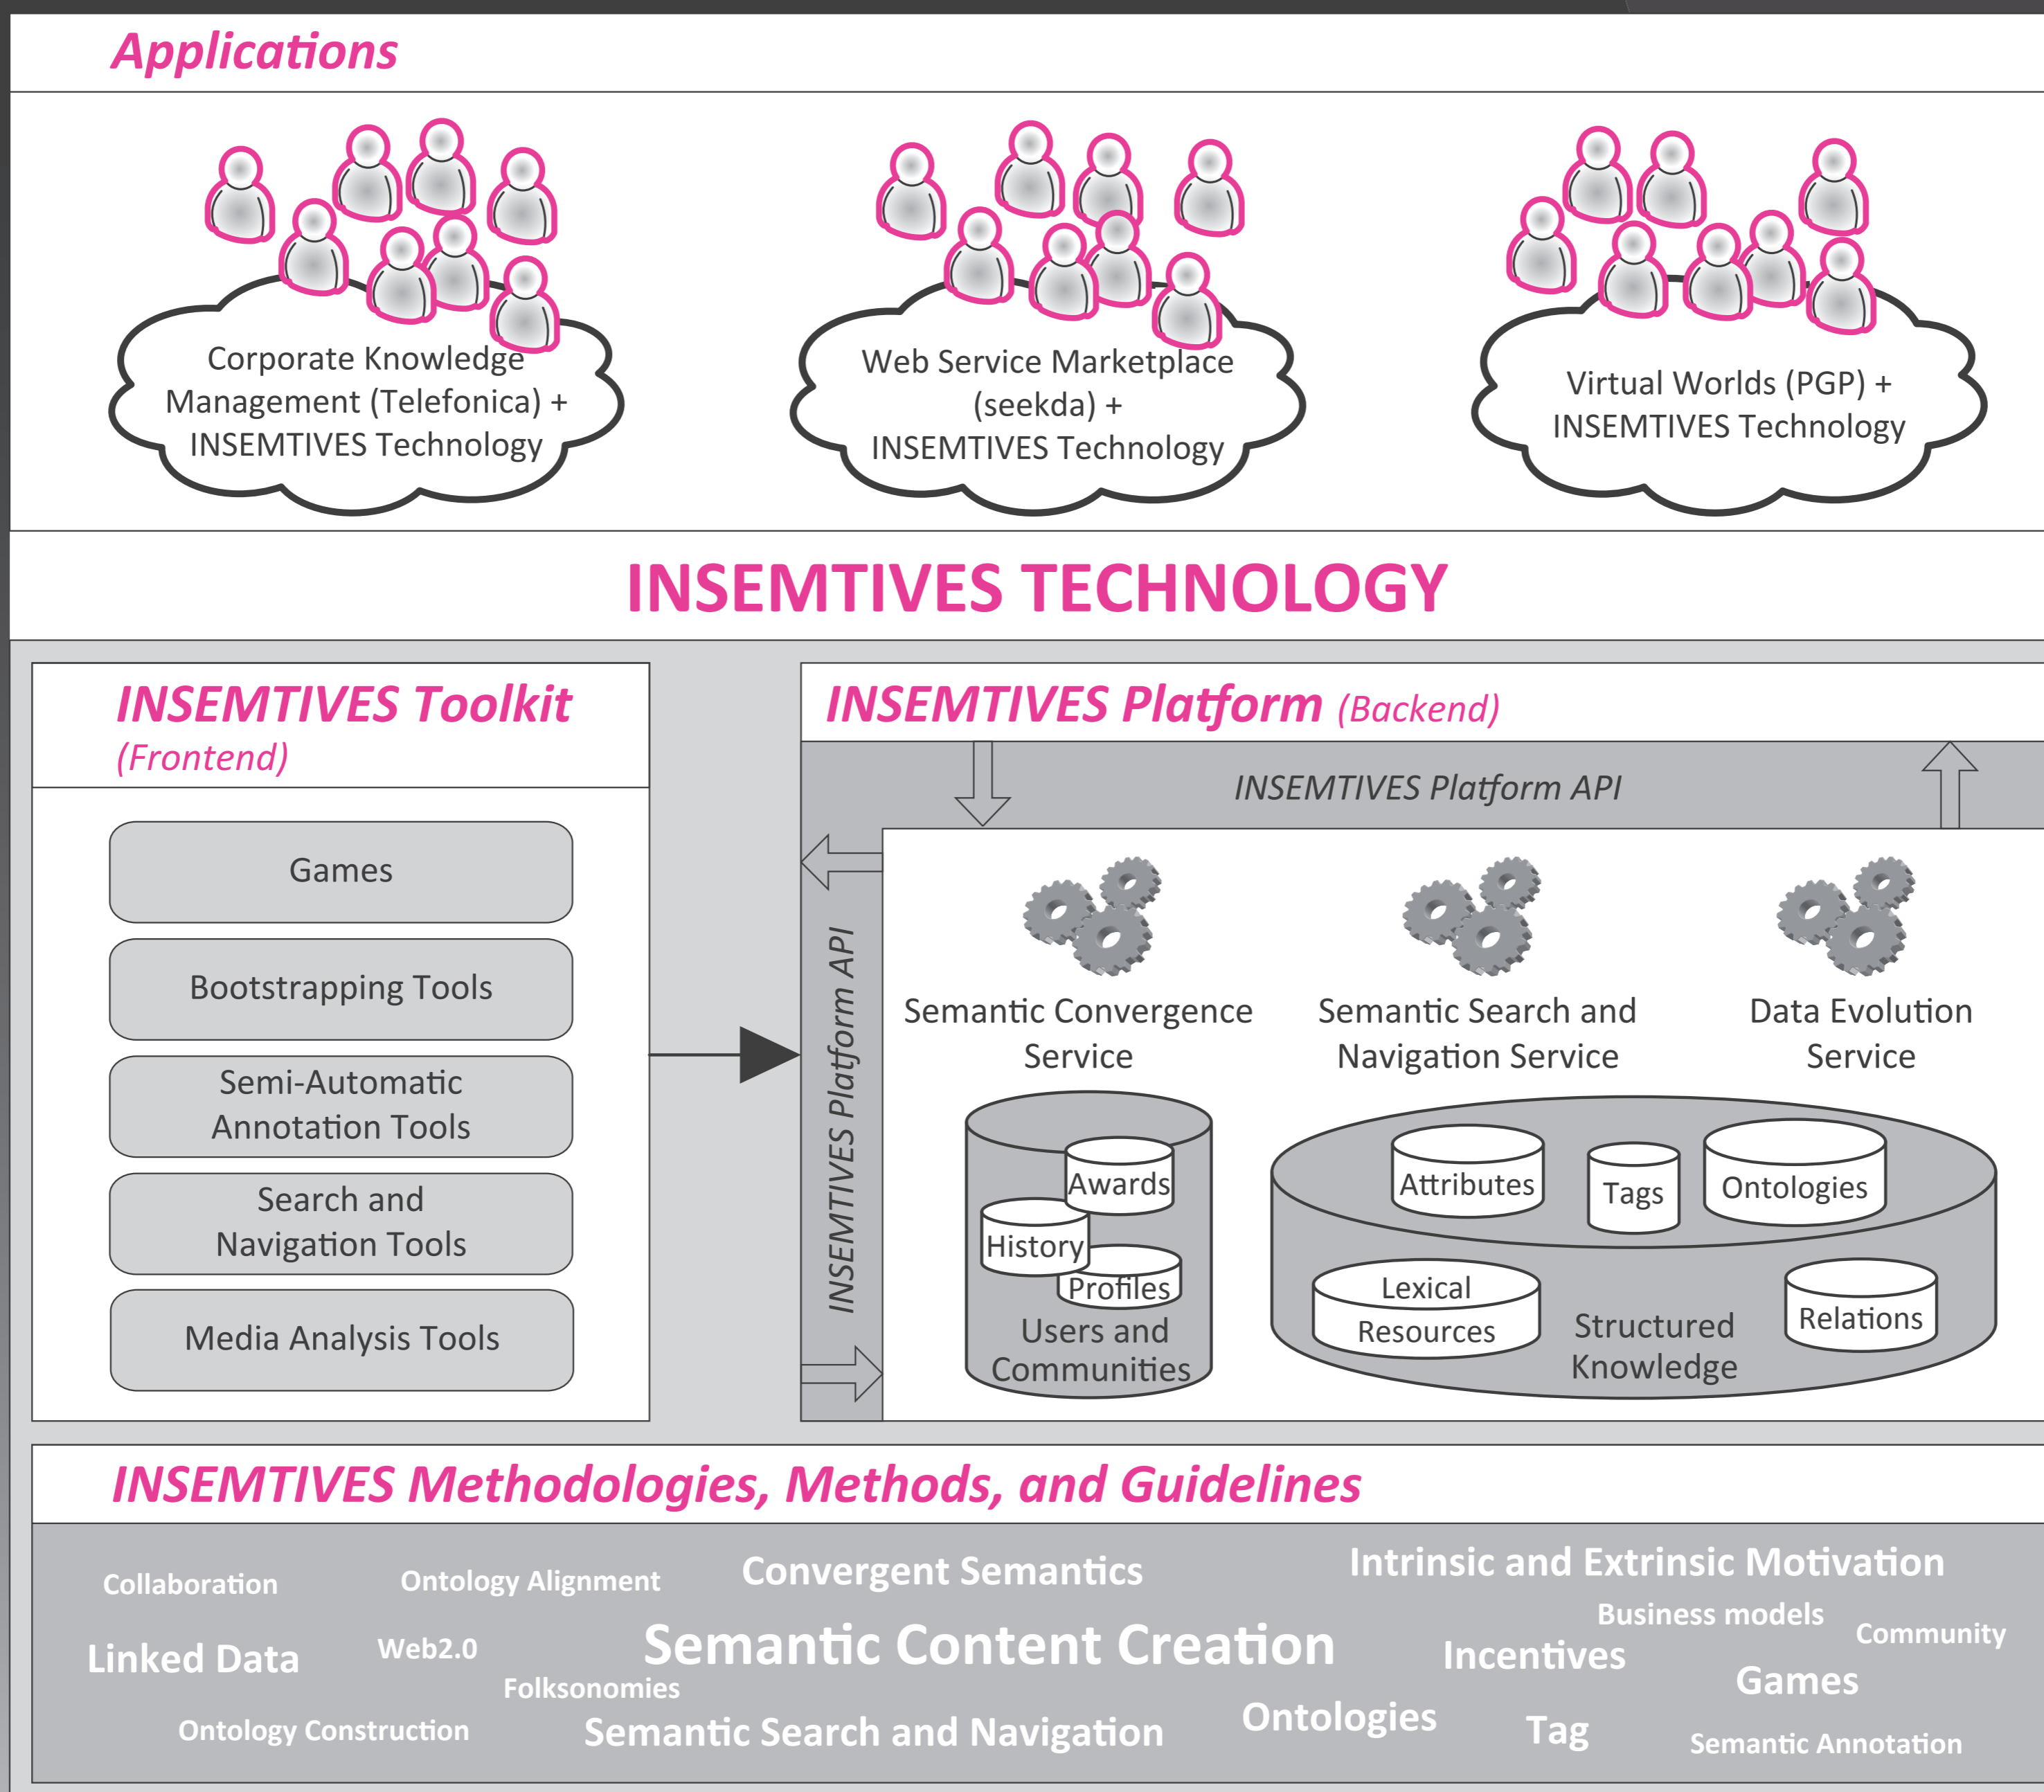 Applications
Corporate Knowledge
Management (Telefonica) +
INSEMTIVES Technology
Web Service Marketplace
(seekda) +
INSEMTIVES Technology
Virtual Worlds (PGP) +
INSEMTIVES Technology
INSEMTIVES TECHNOLOGY
INSEMTIVES Toolkit
(Frontend)
Games
Bootstrapping Tools
Semi-Automatic
Annotation Tools
Search and
Navigation Tools
Media Analysis Tools
INSEMTIVES Platform (Backend)
INSEMTIVES Platform API
INSEMTIVES Platform API
Semantic Convergence
Service
Semantic Search and
Navigation Service
Data Evolution
Service
Awards
History
Profiles
Users and
Communities
Attributes
Tags
Ontologies
Lexical
Resources
Structured
Knowledge
Relations
INSEMTIVES Methodologies, Methods, and Guidelines
Collaboration
Ontology Alignment
Convergent Semantics
Intrinsic and Extrinsic Motivation
Business models
Community
Linked Data
Web2.0
Semantic Content Creation
Incentives
Games
Folksonomies
Ontology Construction
Semantic Search and Navigation
Ontologies
Tag
Semantic Annotation